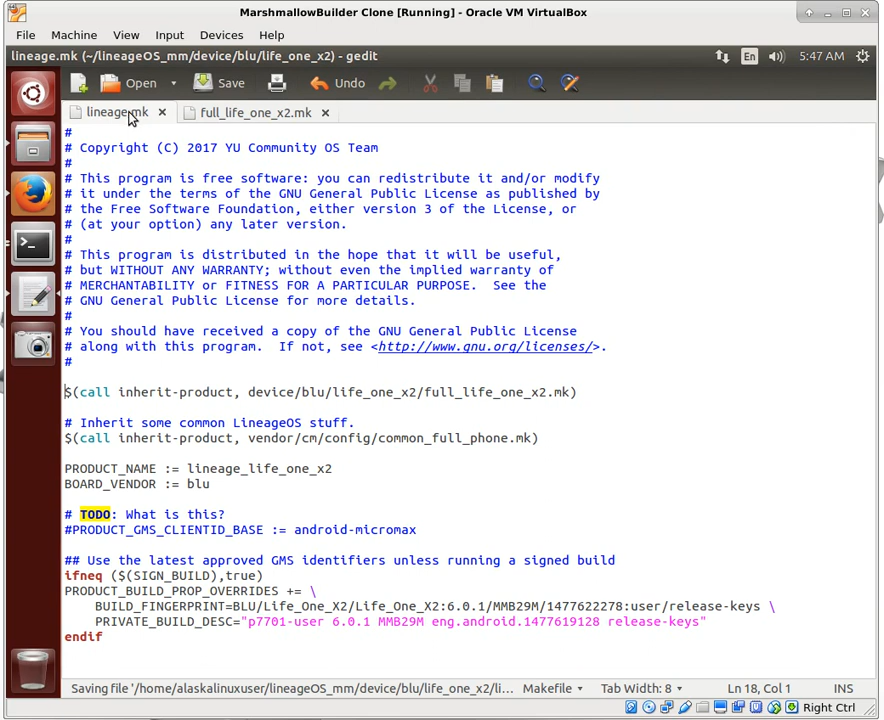 MarshmallowBuilder Clone [Running] - Oracle VM VirtualBox
File Machine View Input Devices Help
lineage.mk (~/lineageOS_mm/device/blu/life_one_x2) - gedit
En 5:47 AM
Open Save Undo
lineage.mk full_life_one_x2.mk
#
# Copyright (C) 2017 YU Community OS Team
#
# This program is free software: you can redistribute it and/or modify
# it under the terms of the GNU General Public License as published by
# the Free Software Foundation, either version 3 of the License, or
# (at your option) any later version.
#
# This program is distributed in the hope that it will be useful,
# but WITHOUT ANY WARRANTY; without even the implied warranty of
# MERCHANTABILITY or FITNESS FOR A PARTICULAR PURPOSE.  See the
# GNU General Public License for more details.
#
# You should have received a copy of the GNU General Public License
# along with this program.  If not, see <http://www.gnu.org/licenses/>.
#
$(call inherit-product, device/blu/life_one_x2/full_life_one_x2.mk)
# Inherit some common LineageOS stuff.
$(call inherit-product, vendor/cm/config/common_full_phone.mk)
PRODUCT_NAME := lineage_life_one_x2
BOARD_VENDOR := blu
# TODO: What is this?
#PRODUCT_GMS_CLIENTID_BASE := android-micromax
## Use the latest approved GMS identifiers unless running a signed build
ifneq ($(SIGN_BUILD),true)
PRODUCT_BUILD_PROP_OVERRIDES += \
BUILD_FINGERPRINT=BLU/Life_One_X2/Life_One_X2:6.0.1/MMB29M/1477622278:user/release-keys \
PRIVATE_BUILD_DESC="p7701-user 6.0.1 MMB29M eng.android.1477619128 release-keys"
endif
Saving file '/home/alaskalinuxuser/lineageOS_mm/device/blu/life_one_x2/li... Makefile Tab Width: 8 Ln 18, Col 1 INS
Right Ctrl